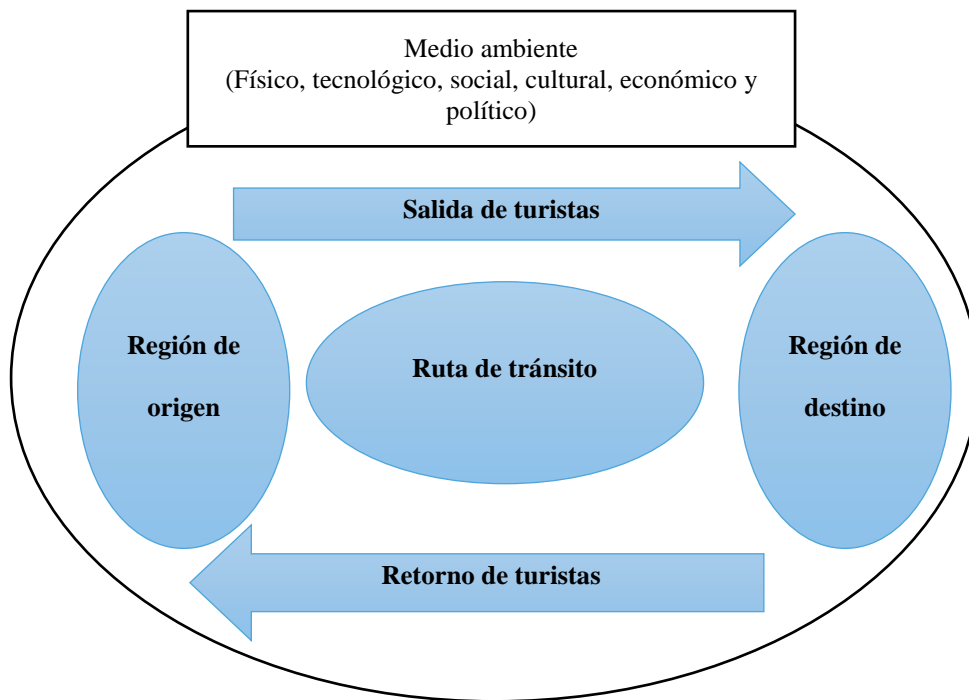 Medio ambiente
(Físico, tecnológico, social, cultural, económico y
político)
Salida de turistas
Región de
origen
Ruta de tránsito
Región de
destino
Retorno de turistas